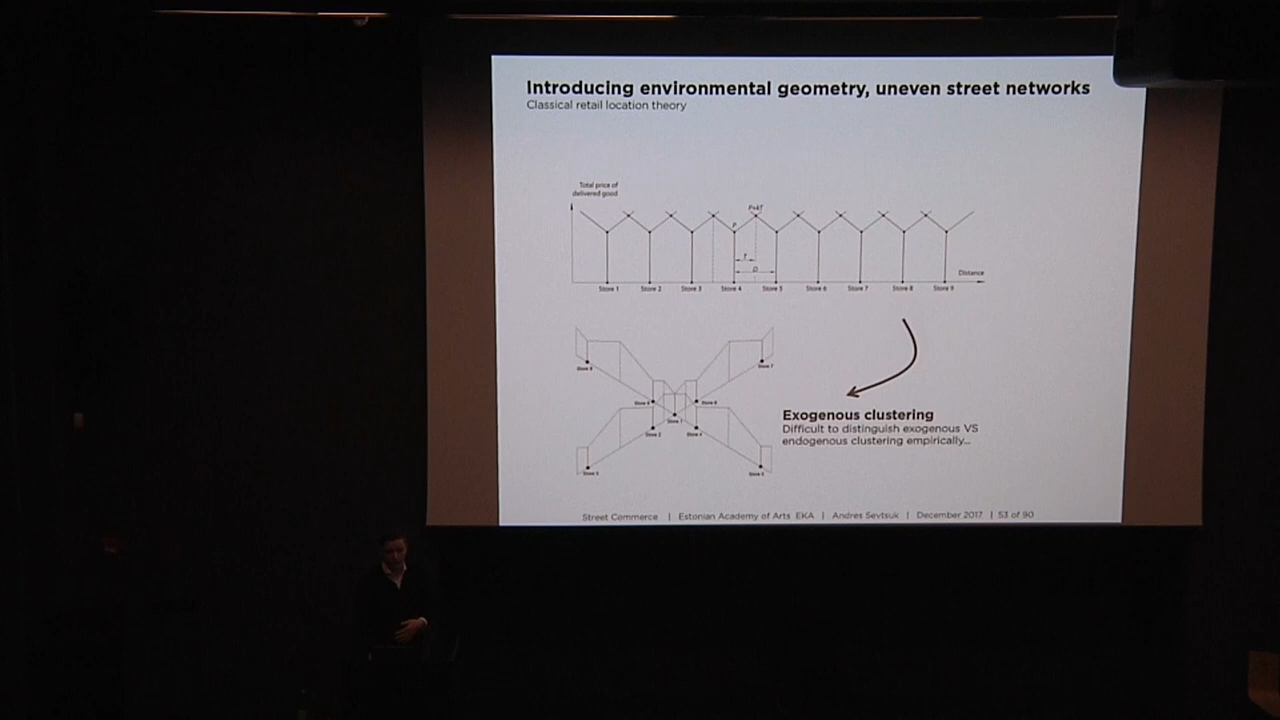 Introducing environmental geometry, uneven street networks
Classical retail location theory
Total price of
delivered good
P+kT
P
T
D
Distance
Store 1 Store 2 Store 3 Store 4 Store 5 Store 6 Store 7 Store 8 Store 9
Exogenous clustering
Difficult to distinguish exogenous VS
endogenous clustering empirically...
Street Commerce | Estonian Academy of Arts EKA | Andres Sevtsuk | December 2017 | 53 of 90